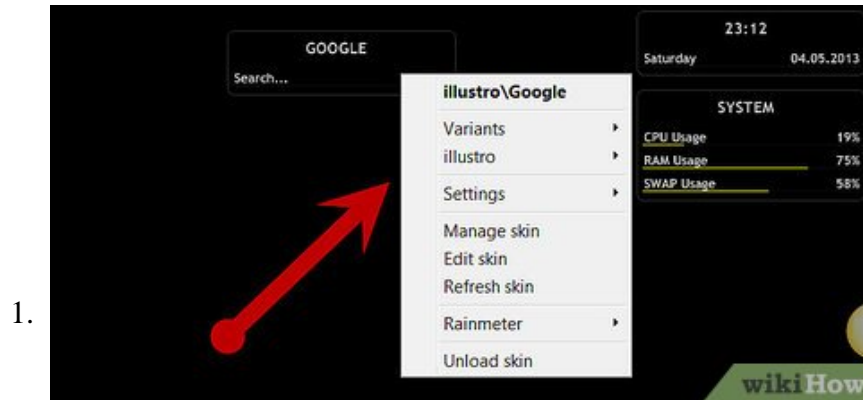 GOOGLE
Search...
23:12
Saturday 04.05.2013
SYSTEM
CPU Usage 19%
RAM Usage 75%
SWAP Usage 58%
illustro\Google
Variants
illustro
Settings
Manage skin
Edit skin
Refresh skin
Rainmeter
Unload skin
1.
wikiHow